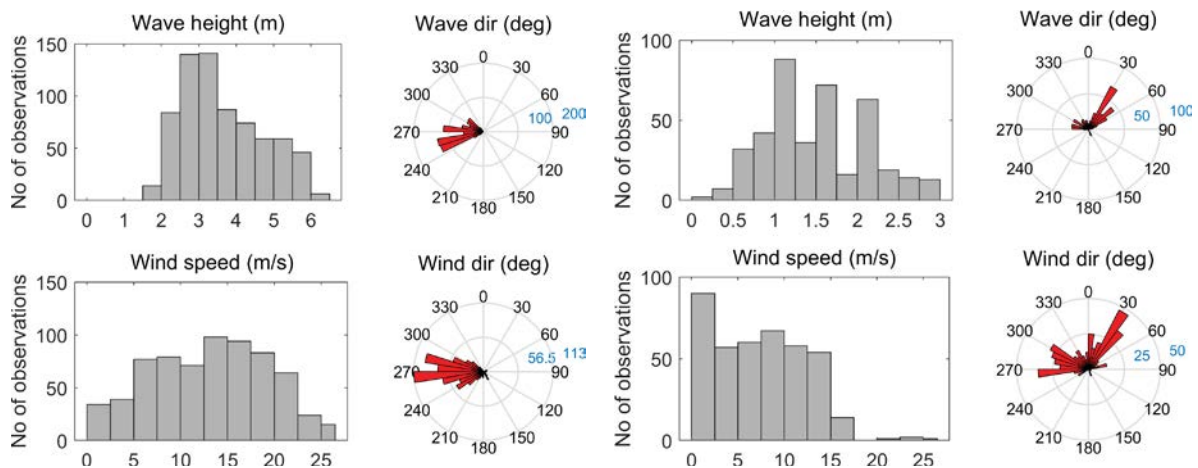 Wave height (m)
No of observations
150
100
50
0
0 1 2 3 4 5 6
Wave dir (deg)
0
330 30
300 60
100 200
270 90
240 120
210 150
180
Wave height (m)
No of observations
100
50
0
0 0.5 1 1.5 2 2.5 3
Wave dir (deg)
0
330 30
300 60
50 100
270 90
240 120
210 150
180
Wind speed (m/s)
No of observations
150
100
50
0
0 5 10 15 20 25
Wind dir (deg)
0
330 30
300 60
56.5 113
270 90
240 120
210 150
180
Wind speed (m/s)
No of observations
100
50
0
0 5 10 15 20 25
Wind dir (deg)
0
330 30
300 60
25 50
270 90
240 120
210 150
180